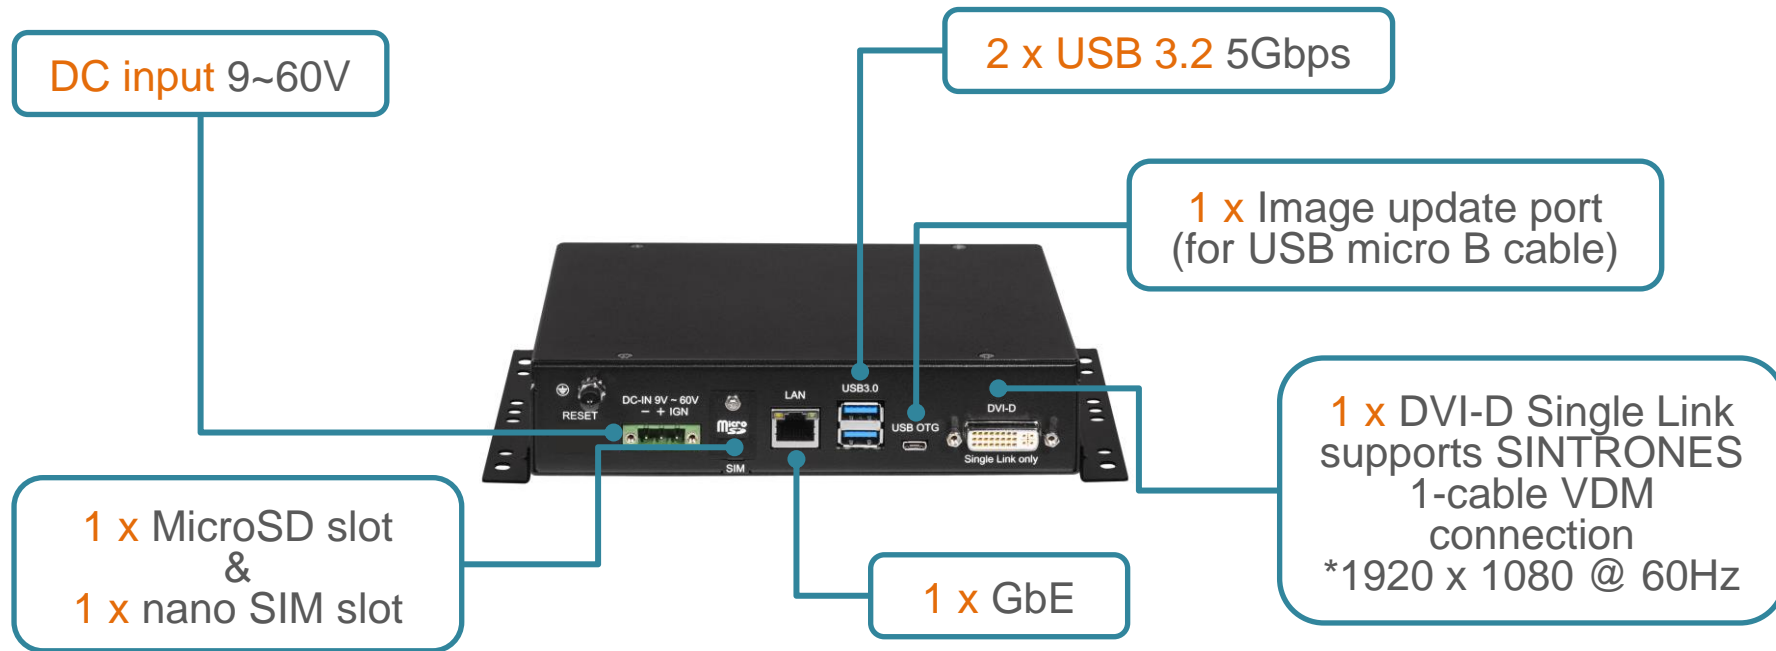 DC input 9~60V
2 x USB 3.2 5Gbps
1 x Image update port
(for USB micro B cable)
RESET
DC-IN 9V ~ 60V
− + IGN
Micro
SD
SIM
LAN
USB3.0
USB OTG
DVI-D
Single Link only
1 x MicroSD slot
&
1 x nano SIM slot
1 x GbE
1 x DVI-D Single Link
supports SINTRONES
1-cable VDM
connection
*1920 x 1080 @ 60Hz